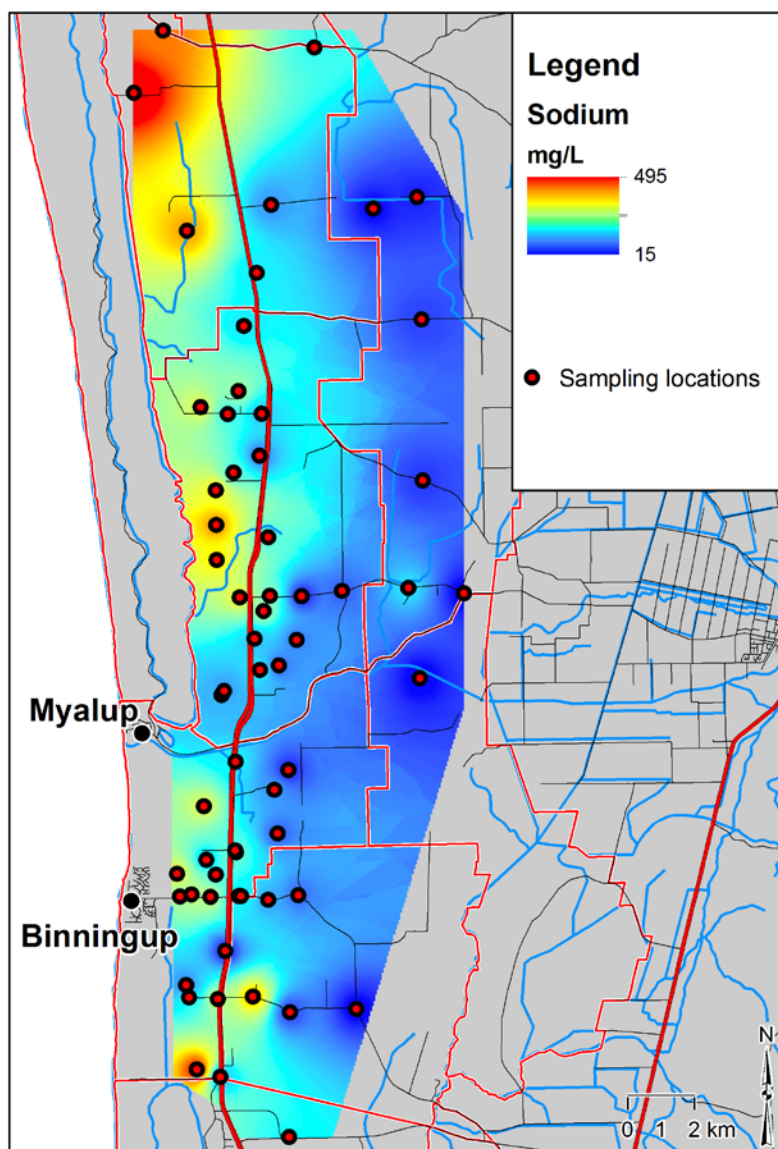 Legend
Sodium
mg/L
495
15
Sampling locations
Myalup
Binningup
N
0 1 2 km